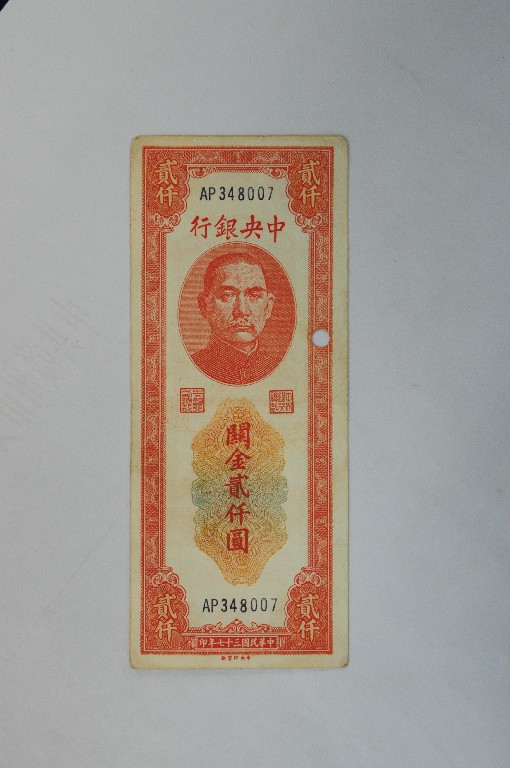 貳仟 貳仟
AP348007
中央銀行
關金貳仟圓
AP348007
貳仟 貳仟
中華民國三十七年印